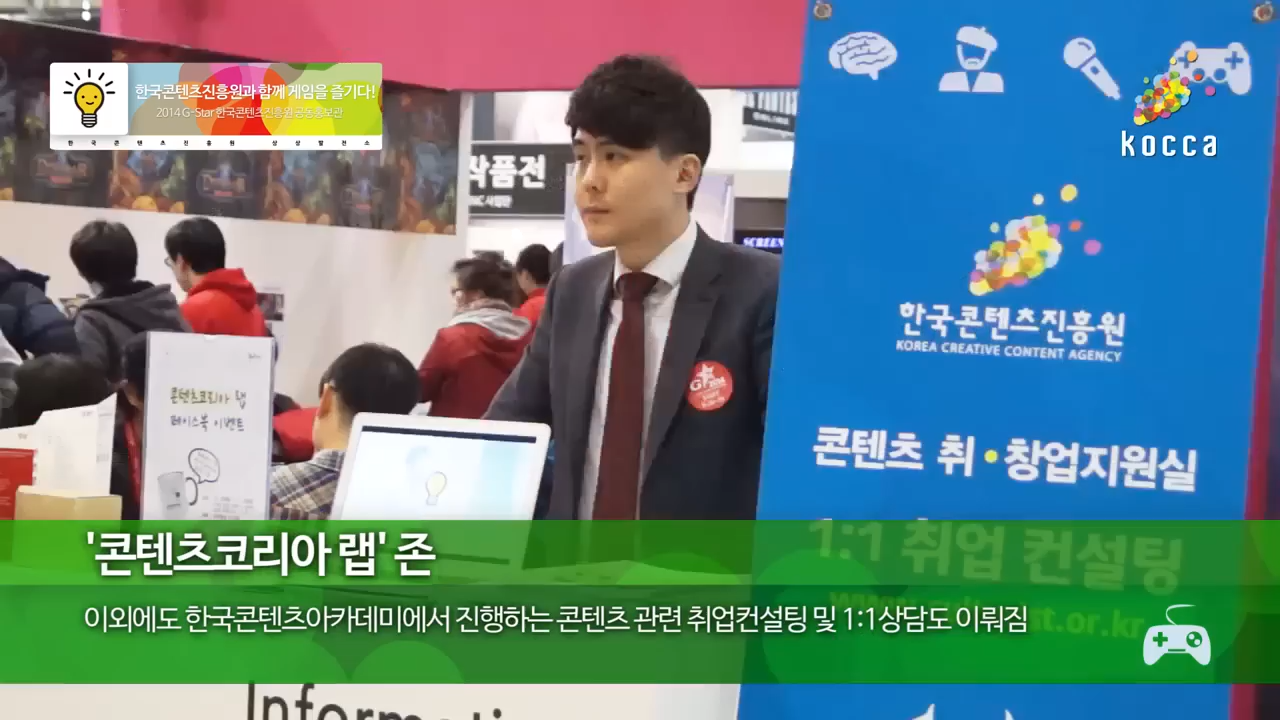 한국콘텐츠진흥원과 함께 게임을 즐기다!
2014 G-Star 한국콘텐츠진흥원 공동홍보관
한국콘텐츠진흥원 상상발전소
kocca
작품전
SCREEN
한국콘텐츠진흥원
KOREA CREATIVE CONTENT AGENCY
콘텐츠코리아 랩
페이스북 이벤트
G
콘텐츠 취·창업지원실
1:1 취업 컨설팅
'콘텐츠코리아 랩' 존
이외에도 한국콘텐츠아카데미에서 진행하는 콘텐츠 관련 취업컨설팅 및 1:1상담도 이뤄짐
st.or.kr